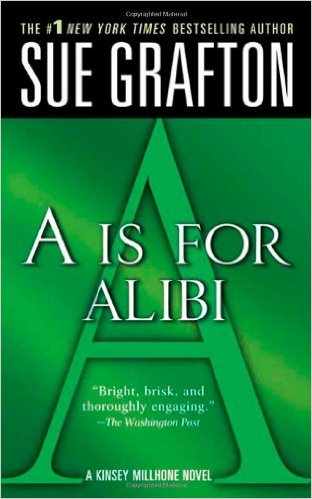 THE #1 NEW YORK TIMES BESTSELLING AUTHOR
SUE GRAFTON
A
A IS FOR
ALIBI
"Bright, brisk, and
thoroughly engaging."
—The Washington Post
A KINSEY MILLHONE NOVEL